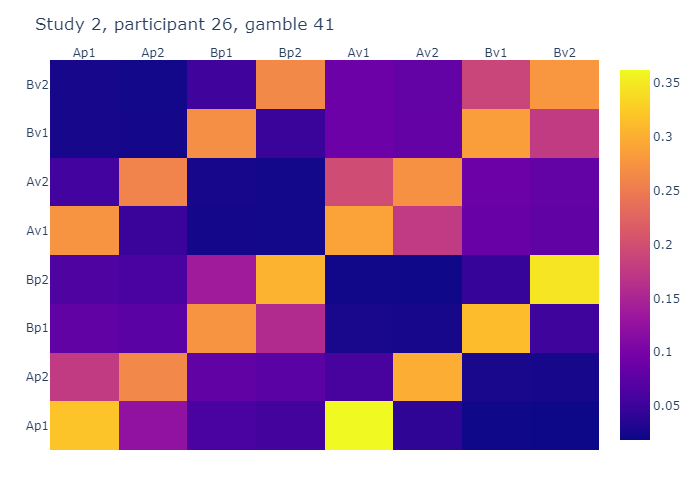 Study 2, participant 26, gamble 41
Ap1 Ap2 Bp1 Bp2 Av1 Av2 Bv1 Bv2
Bv2
Bv1
Av2
Av1
Bp2
Bp1
Ap2
Ap1
0.35
0.3
0.25
0.2
0.15
0.1
0.05